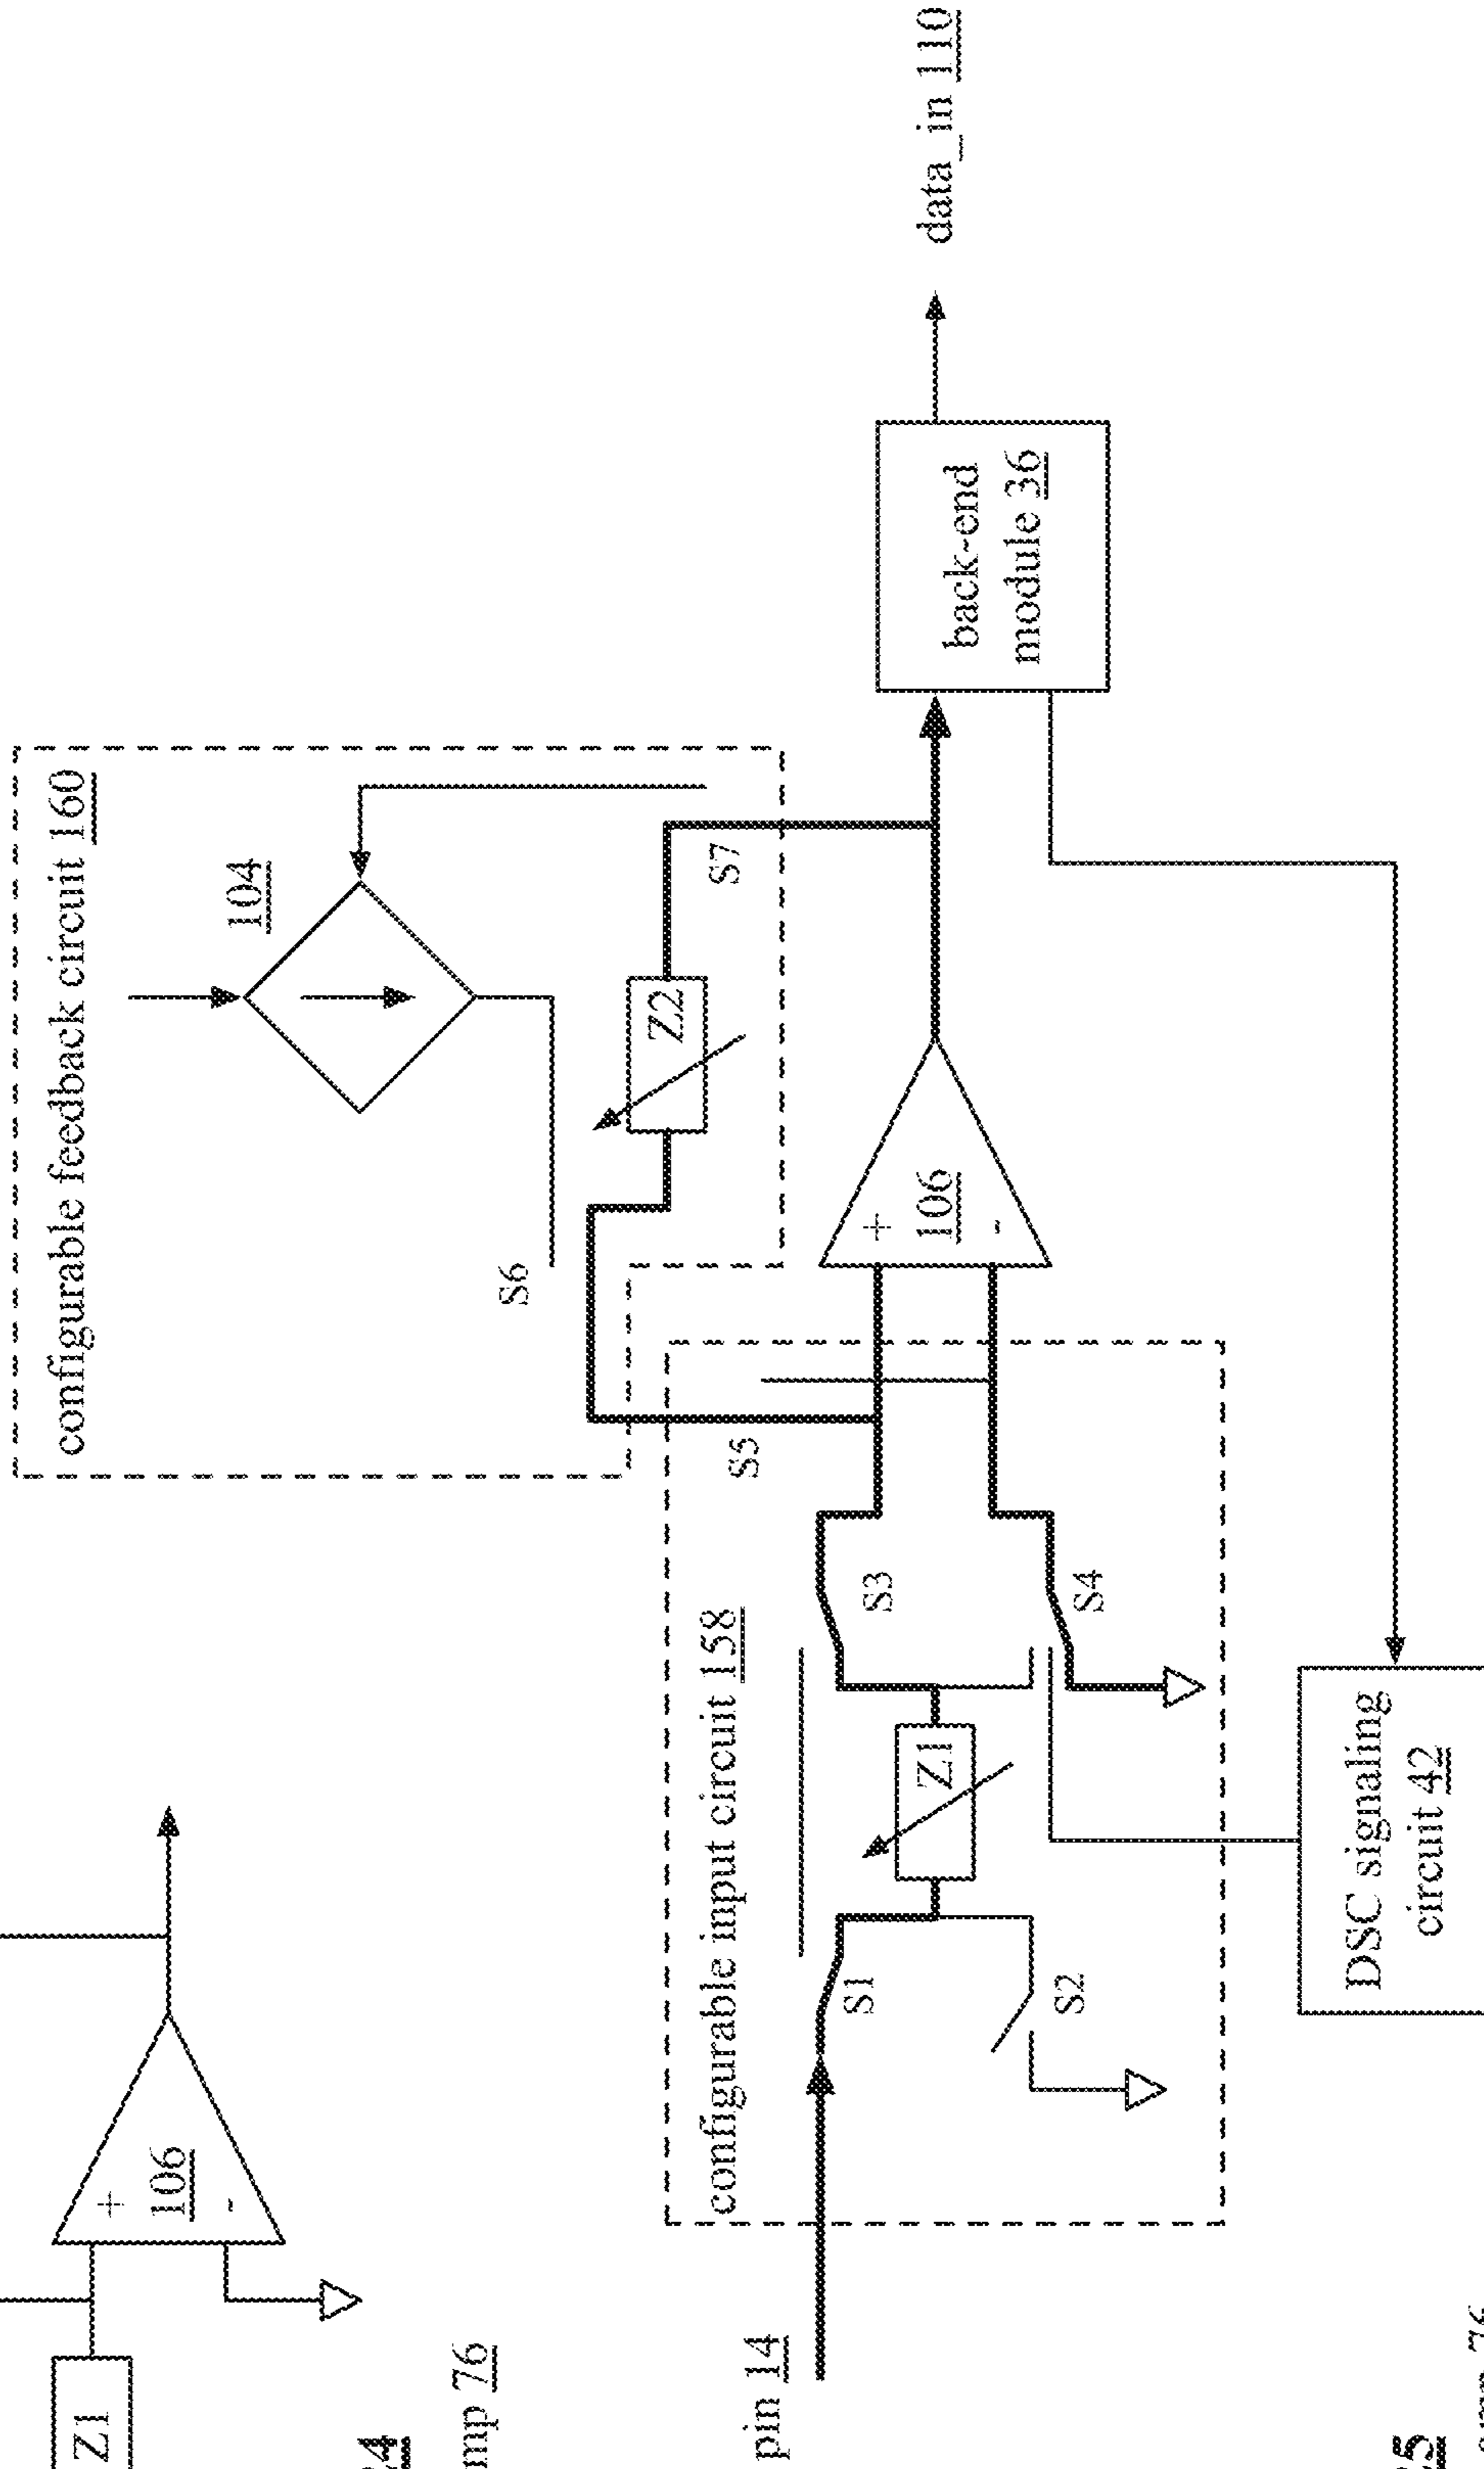 configurable feedback circuit 160
104
S6
Z2
S7
Z1
+
106
-
configurable input circuit 158
S5
pin 14
S1
S2
Z1
S3
S4
+
106
-
back-end
module 36
data_in 110
DSC signaling
circuit 42
76